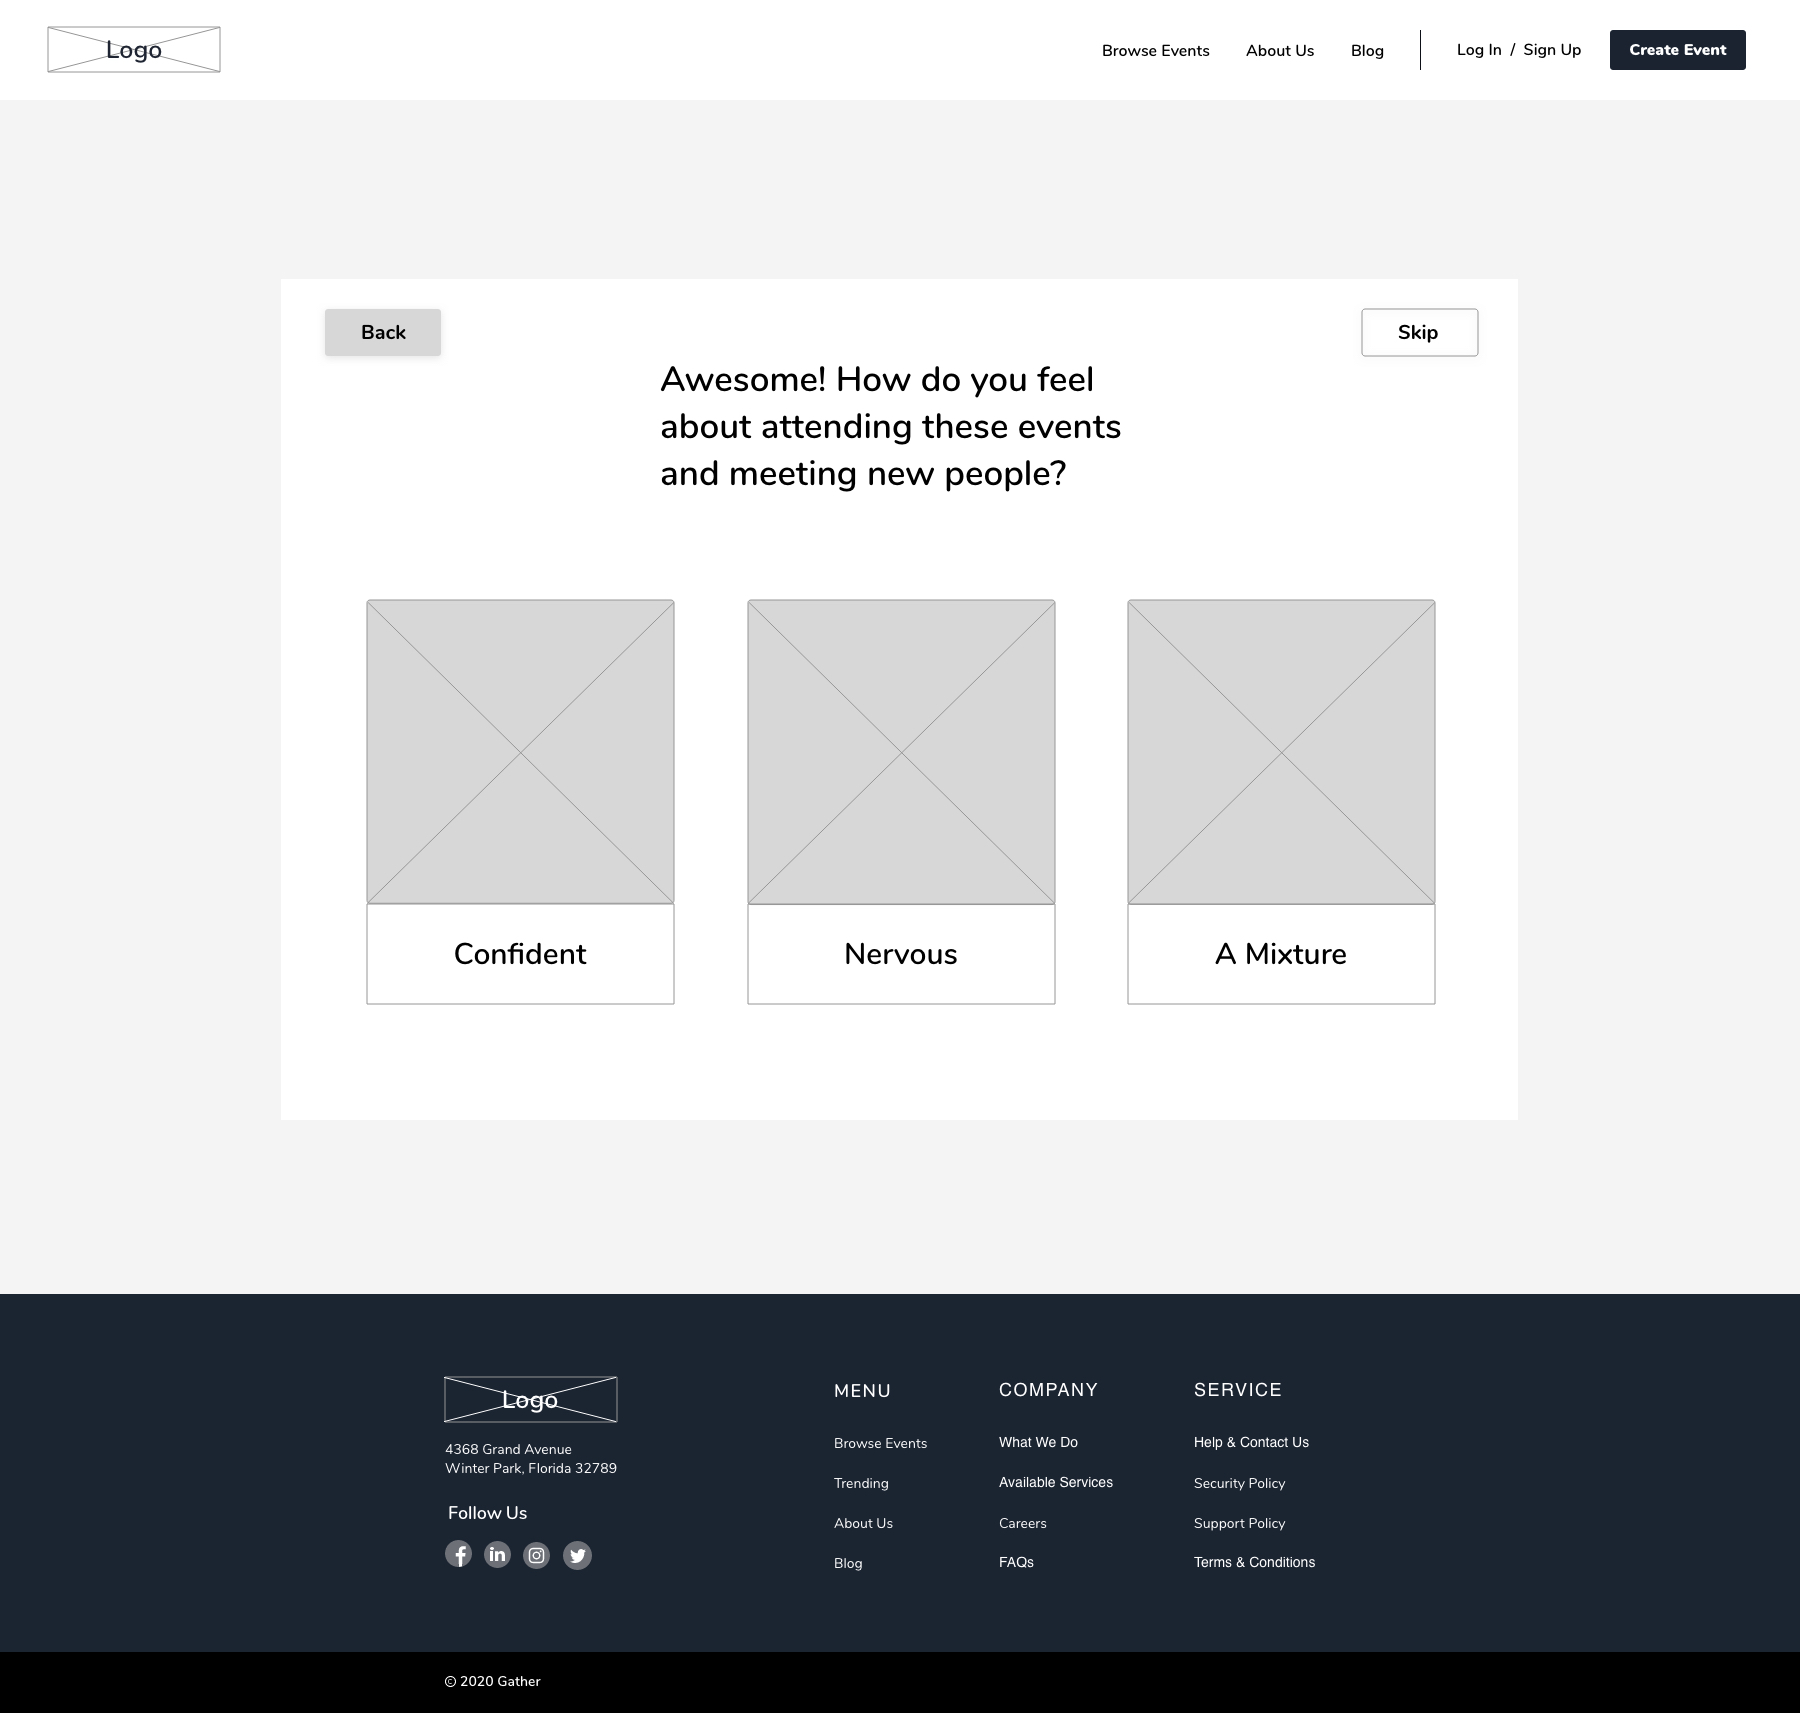 Logo
Browse Events
About Us
Blog
Log In / Sign Up
Create Event
Back
Skip
Awesome! How do you feel
about attending these events
and meeting new people?
Confident
Nervous
A Mixture
Logo
4368 Grand Avenue
Winter Park, Florida 32789
Follow Us
MENU
Browse Events
Trending
About Us
Blog
COMPANY
What We Do
Available Services
Careers
FAQs
SERVICE
Help & Contact Us
Security Policy
Support Policy
Terms & Conditions
© 2020 Gather